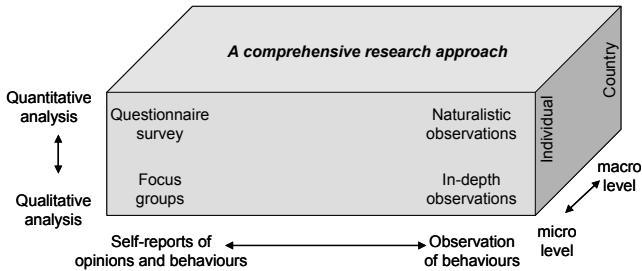 A comprehensive research approach
Quantitative
analysis
Qualitative
analysis
Questionnaire
survey
Naturalistic
observations
Focus
groups
In-depth
observations
Individual
Country
macro
level
micro
level
Self-reports of
opinions and behaviours
Observation
of behaviours